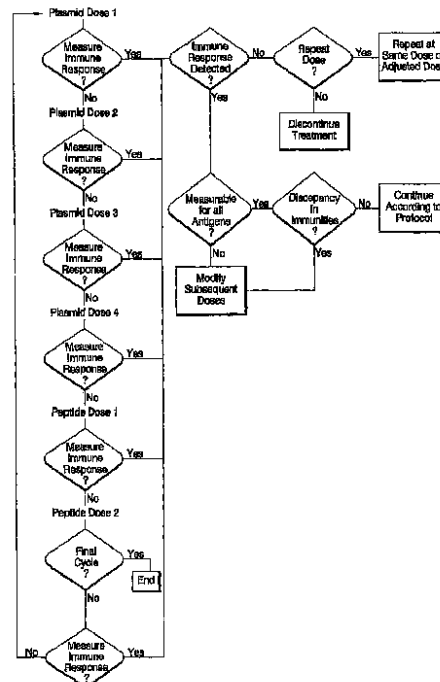 Plasmid Dose 1
Measure
Immune
Response
?
Yes
No
Immune
Response
Detected
?
No
Yes
Repeat
Dose
?
Yes
No
Repeat at
Same Dose or
Adjusted Dose
Discontinue
Treatment
Plasmid Dose 2
Measure
Immune
Response
?
Yes
No
Plasmid Dose 3
Measurable
for all
Antigens
?
Yes
No
Discrepancy
in
Immunities
?
No
Yes
Continue
According to
Protocol
Modify
Subsequent
Doses
Measure
Immune
Response
?
Yes
No
Plasmid Dose 4
Measure
Immune
Response
?
Yes
No
Peptide Dose 1
Measure
Immune
Response
?
Yes
No
Peptide Dose 2
Final
Cycle
?
Yes
End
No
Measure
Immune
Response
?
No
Yes